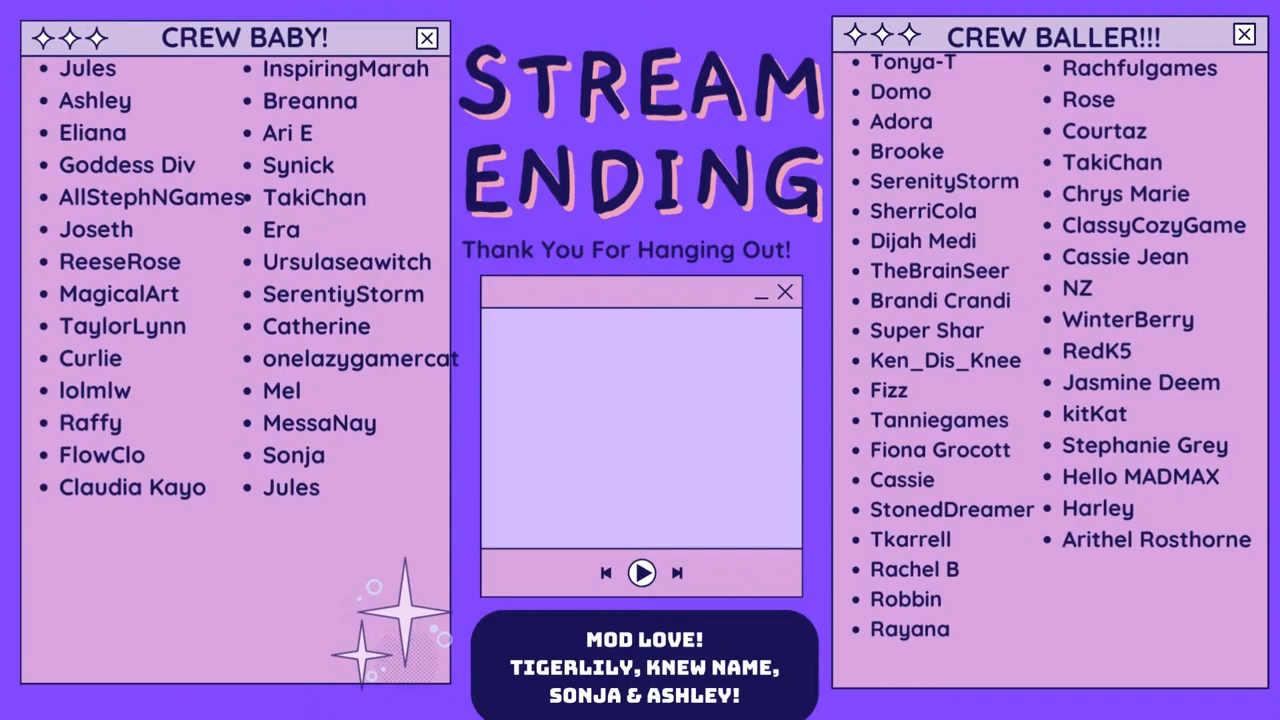 CREW BABY!
Jules
Ashley
Eliana
Goddess Div
AllStephNGames
Joseth
ReeseRose
MagicalArt
TaylorLynn
Curlie
lolmlw
Raffy
FlowClo
Claudia Kayo
InspiringMarah
Breanna
Ari E
Synick
TakiChan
Era
Ursulaseawitch
SerentiyStorm
Catherine
onelazygamercat
Mel
MessaNay
Sonja
Jules
STREAM
ENDING
Thank You For Hanging Out!
MOD LOVE!
TIGERLILY, KNEW NAME,
SONJA & ASHLEY!
CREW BALLER!!!
Tonya-T
Domo
Adora
Brooke
SerenityStorm
SherriCola
Dijah Medi
TheBrainSeer
Brandi Crandi
Super Shar
Ken_Dis_Knee
Fizz
Tanniegames
Fiona Grocott
Cassie
StonedDreamer
Tkarrell
Rachel B
Robbin
Rayana
Rachfulgames
Rose
Courtaz
TakiChan
Chrys Marie
ClassyCozyGame
Cassie Jean
NZ
WinterBerry
RedK5
Jasmine Deem
kitKat
Stephanie Grey
Hello MADMAX
Harley
Arithel Rosthorne